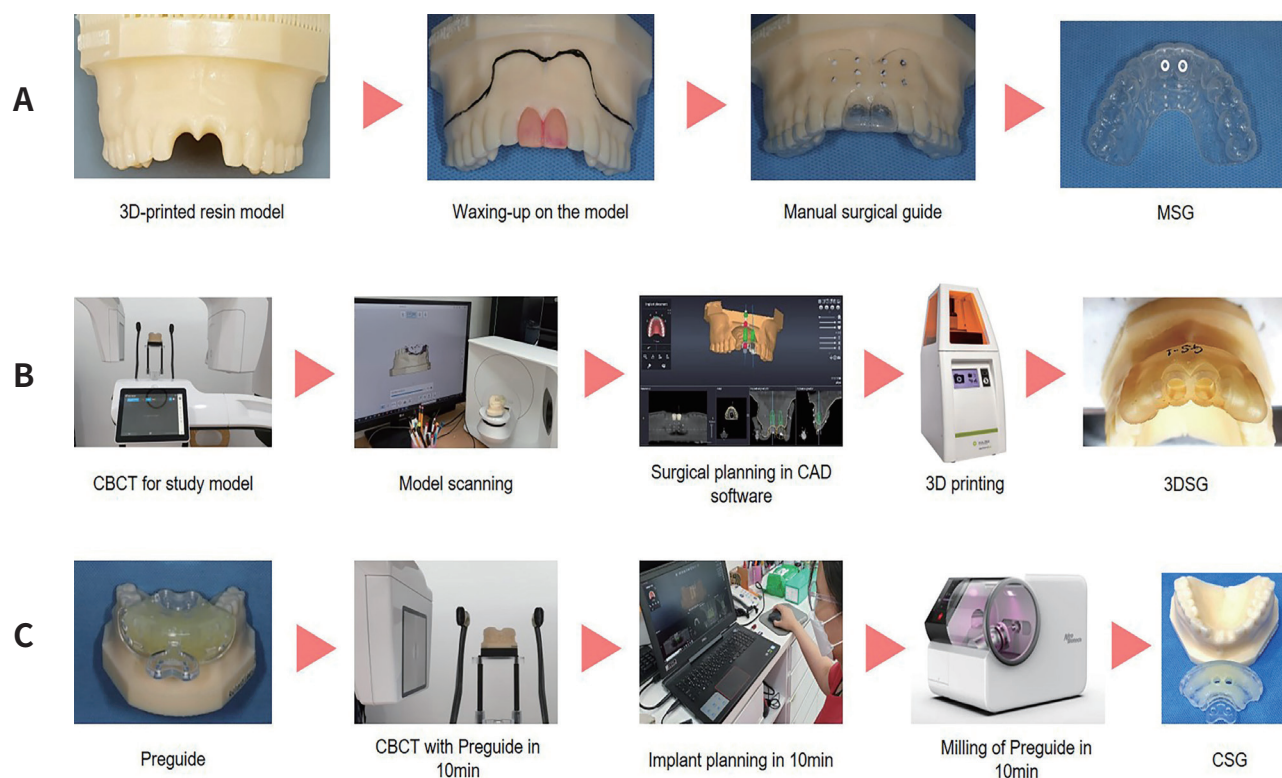 A
3D-printed resin model
Waxing-up on the model
Manual surgical guide
MSG
B
CBCT for study model
Model scanning
Surgical planning in CAD
software
3D printing
3DSG
C
Preguide
CBCT with Preguide in
10min
Implant planning in 10min
Milling of Preguide in
10min
CSG